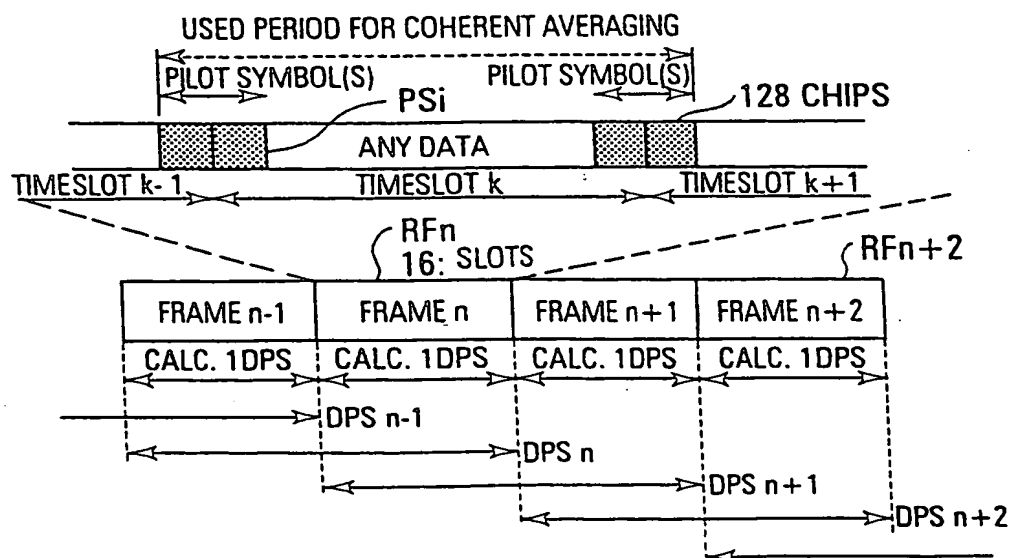 USED PERIOD FOR COHERENT AVERAGING
PILOT SYMBOL(S) PILOT SYMBOL(S)
PSi 128 CHIPS
ANY DATA
TIMESLOT k-1 TIMESLOT k TIMESLOT k+1
RFn
16: SLOTS RFn+2
FRAME n-1 FRAME n FRAME n+1 FRAME n+2
CALC. 1DPS CALC. 1DPS CALC. 1DPS CALC. 1DPS
DPS n-1
DPS n
DPS n+1
DPS n+2